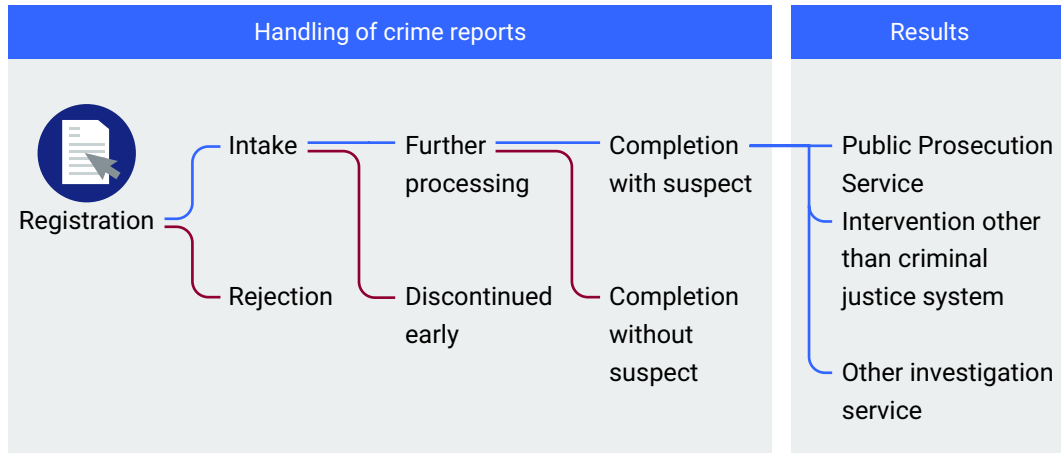 Handling of crime reports
Results
Registration
Intake
Rejection
Further
processing
Discontinued
early
Completion
with suspect
Completion
without
suspect
Public Prosecution
Service
Intervention other
than criminal
justice system
Other investigation
service